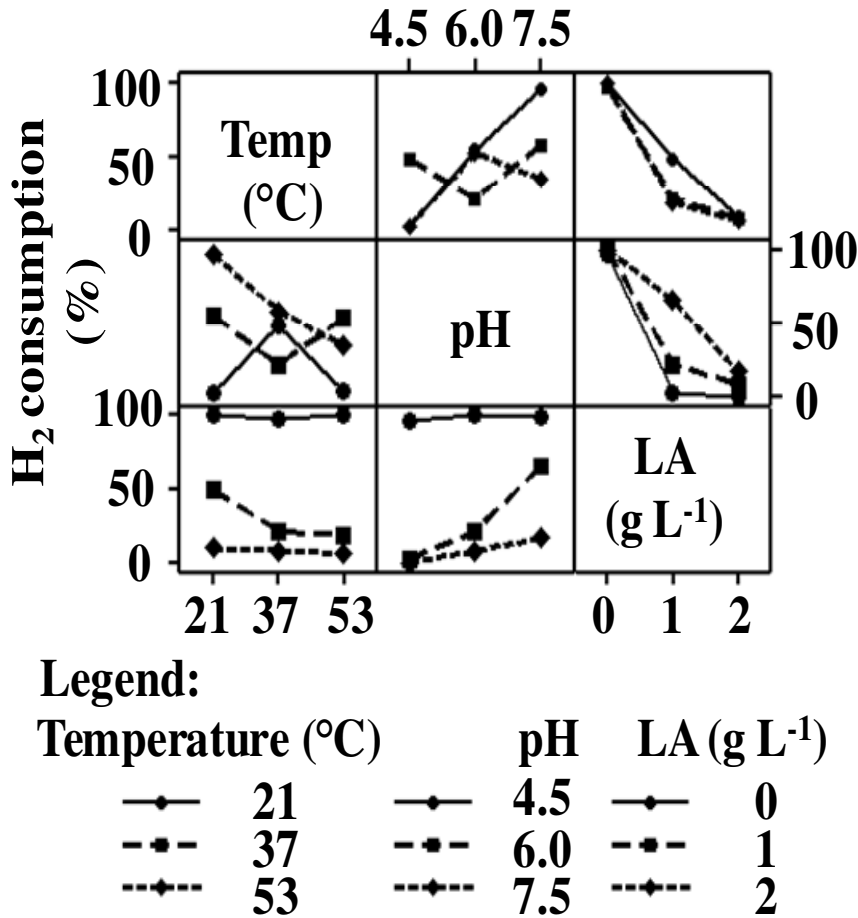 4.5 6.0 7.5
H₂ consumption
(%)
100
50
0
Temp
(°C)
pH
100
50
0
100
50
0
LA
(g L⁻¹)
21 37 53
0 1 2
Legend:
Temperature (°C) pH LA (g L⁻¹)
21 4.5 0
37 6.0 1
53 7.5 2